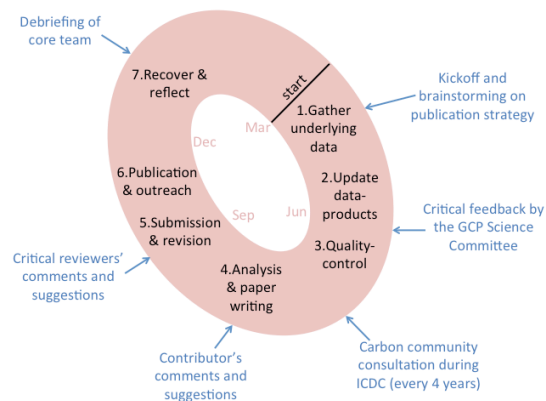 Debriefing of
core team
7.Recover &
reflect
start
Kickoff and
brainstorming on
publication strategy
1.Gather
underlying
data
Mar
Dec
6.Publication
& outreach
2.Update
data-
products
Sep
Jun
5.Submission
& revision
Critical feedback by
the GCP Science
Committee
3.Quality-
control
Critical reviewers’
comments and
suggestions
4.Analysis
& paper
writing
Contributor’s
comments and
suggestions
Carbon community
consultation during
ICDC (every 4 years)